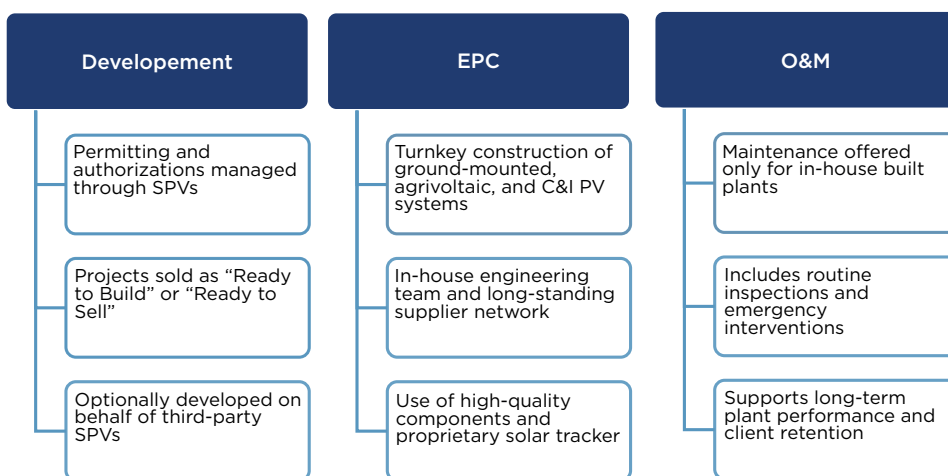 Developement
Permitting and
authorizations managed
through SPVs
Projects sold as “Ready
to Build” or “Ready to
Sell”
Optionally developed on
behalf of third-party
SPVs
EPC
Turnkey construction of
ground-mounted,
agrivoltaic, and C&I PV
systems
In-house engineering
team and long-standing
supplier network
Use of high-quality
components and
proprietary solar tracker
O&M
Maintenance offered
only for in-house built
plants
Includes routine
inspections and
emergency
interventions
Supports long-term
plant performance and
client retention